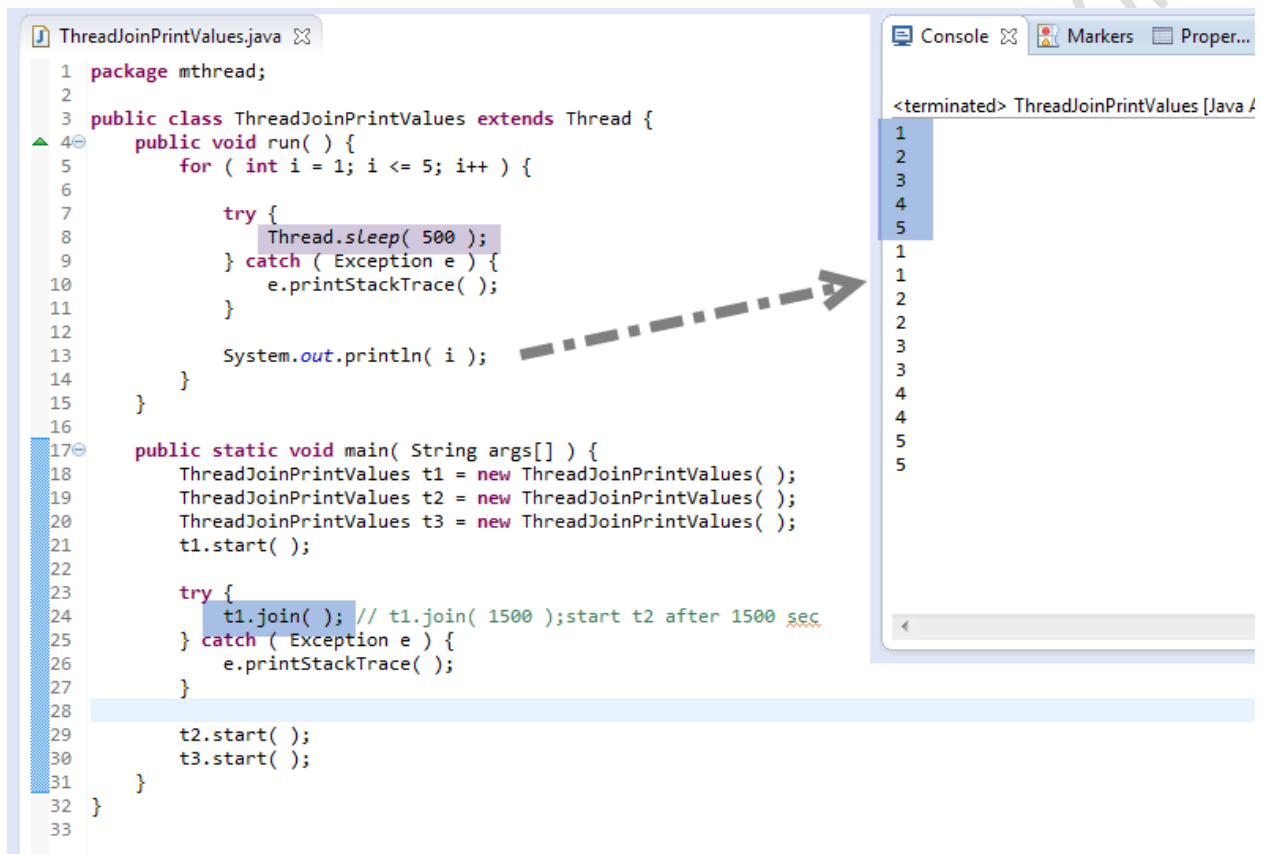 ThreadJoinPrintValues.java
1 package mthread;
2
3 public class ThreadJoinPrintValues extends Thread {
4 public void run( ) {
5 for ( int i = 1; i <= 5; i++ ) {
6
7 try {
8 Thread.sleep( 500 );
9 } catch ( Exception e ) {
10 e.printStackTrace( );
11 }
12
13 System.out.println( i );
14 }
15 }
16
17 public static void main( String args[] ) {
18 ThreadJoinPrintValues t1 = new ThreadJoinPrintValues( );
19 ThreadJoinPrintValues t2 = new ThreadJoinPrintValues( );
20 ThreadJoinPrintValues t3 = new ThreadJoinPrintValues( );
21 t1.start( );
22
23 try {
24 t1.join( ); // t1.join( 1500 );start t2 after 1500 sec
25 } catch ( Exception e ) {
26 e.printStackTrace( );
27 }
28
29 t2.start( );
30 t3.start( );
31 }
32 }
33
Console Markers Proper...
<terminated> ThreadJoinPrintValues [Java A
1
2
3
4
5
1
1
2
2
3
3
4
4
5
5